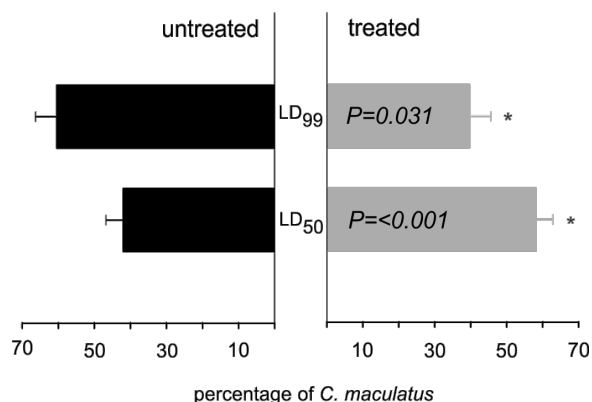 untreated treated
LD99 P=0.031 *
LD50 P=<0.001 *
70 50 30 10 10 30 50 70
percentage of C. maculatus